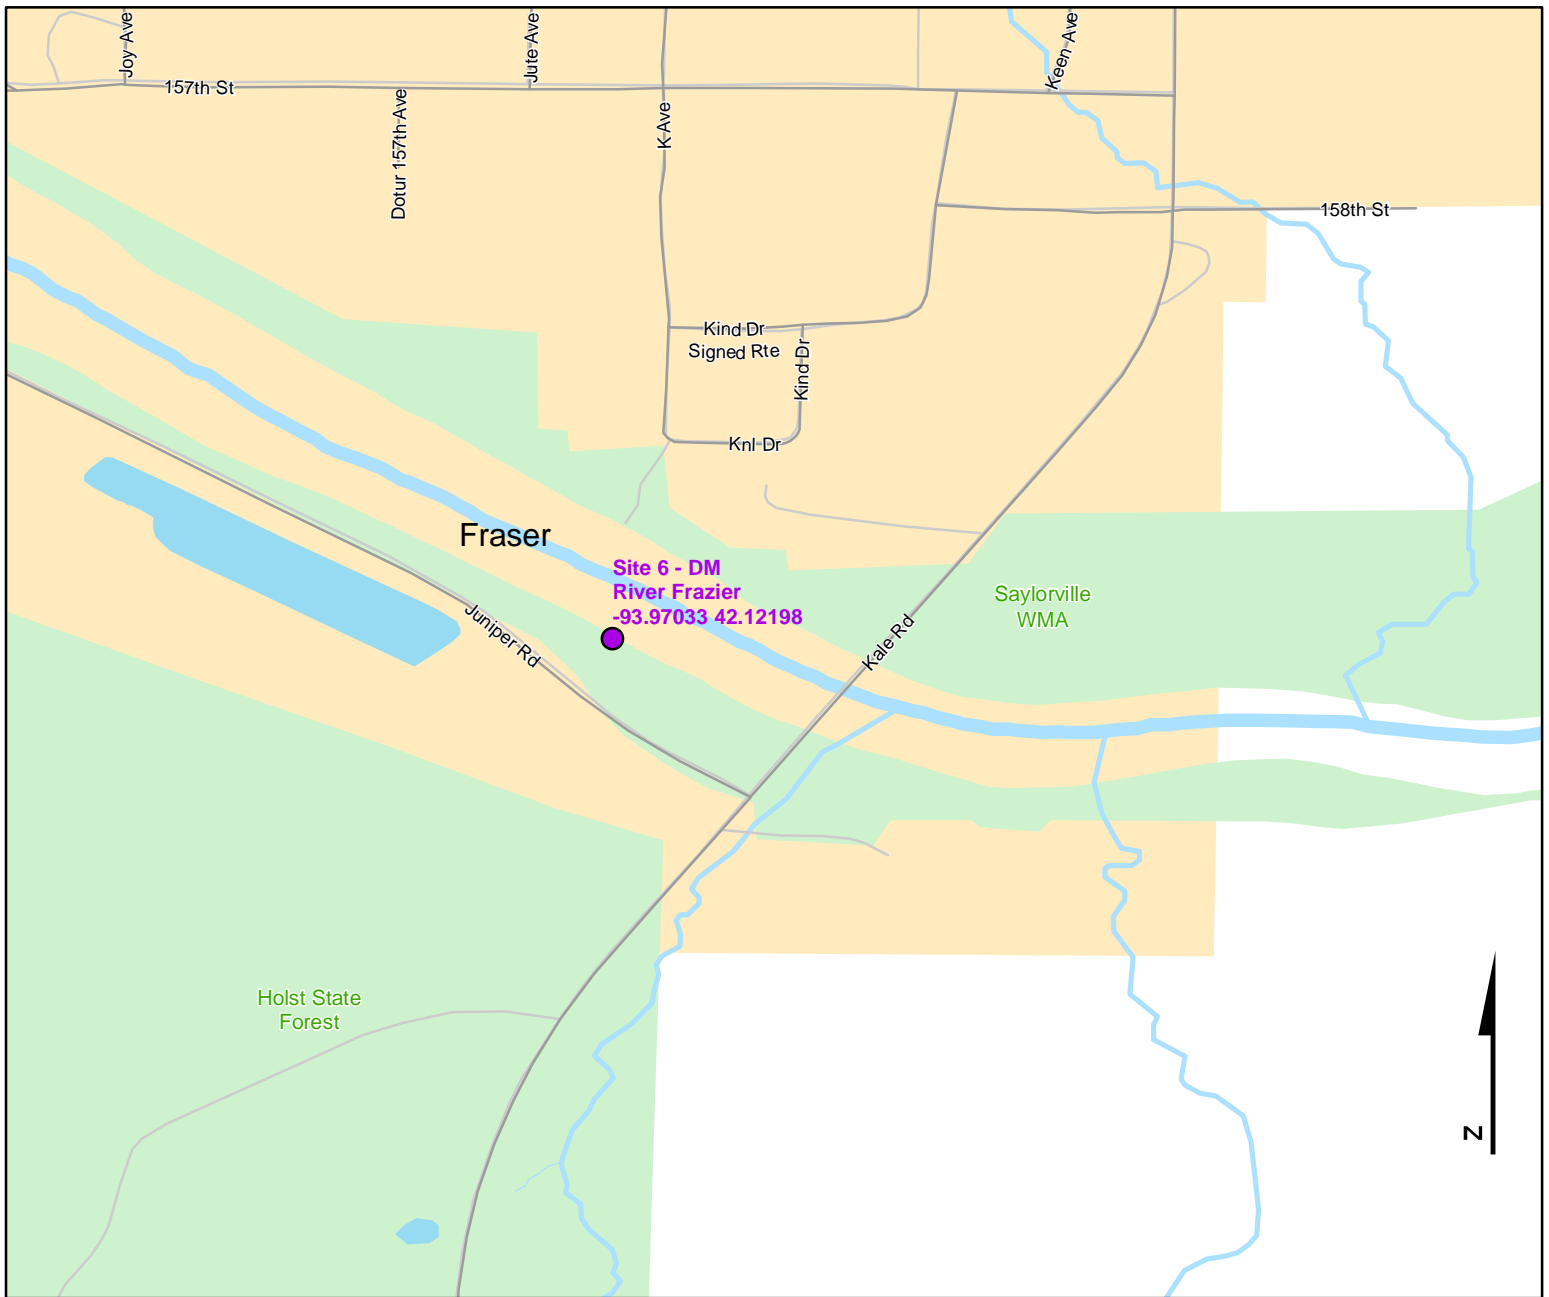 Joy Ave
Jute Ave
Keen Ave
157th St
Dotur 157th Ave
K Ave
158th St
Kind Dr
Signed Rte
Kind Dr
Knl Dr
Fraser
Site 6 - DM
River Frazier
-93.97033 42.12198
Juniper Rd
Kale Rd
Saylorville
WMA
Holst State
Forest
N